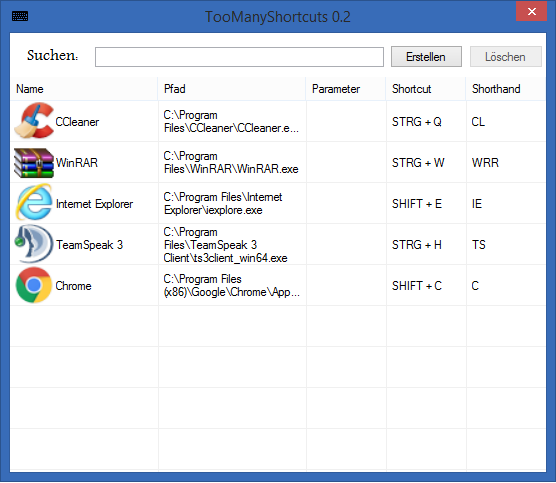 TooManyShortcuts 0.2
Suchen:
Erstellen
Löschen
Name Pfad Parameter Shortcut Shorthand
CCleaner
C:\Program
Files\CCleaner\CCleaner.e...
STRG + Q
CL
WinRAR
C:\Program
Files\WinRAR\WinRAR.exe
STRG + W
WRR
Internet Explorer
C:\Program Files\Internet
Explorer\iexplore.exe
SHIFT + E
IE
TeamSpeak 3
C:\Program
Files\TeamSpeak 3
Client\ts3client_win64.exe
STRG + H
TS
Chrome
C:\Program Files
(x86)\Google\Chrome\App...
SHIFT + C
C